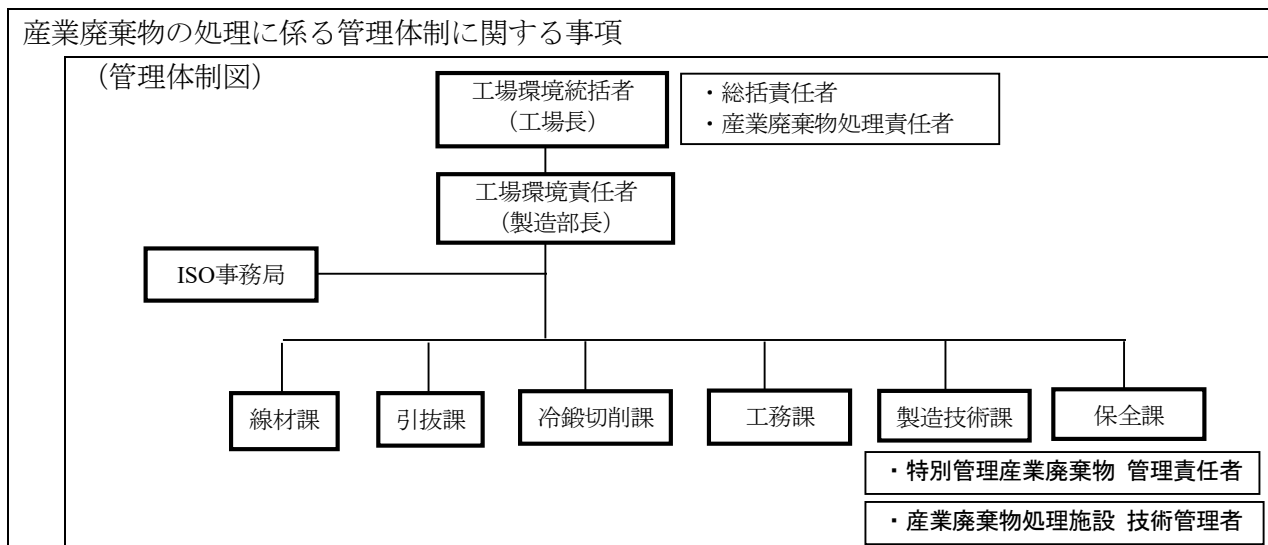 産業廃棄物の処理に係る管理体制に関する事項
（管理体制図）
工場環境統括者
（工場長）
・総括責任者
・産業廃棄物処理責任者
工場環境責任者
（製造部長）
ISO事務局
線材課
引抜課
冷鍛切削課
工務課
製造技術課
保全課
・特別管理産業廃棄物 管理責任者
・産業廃棄物処理施設 技術管理者